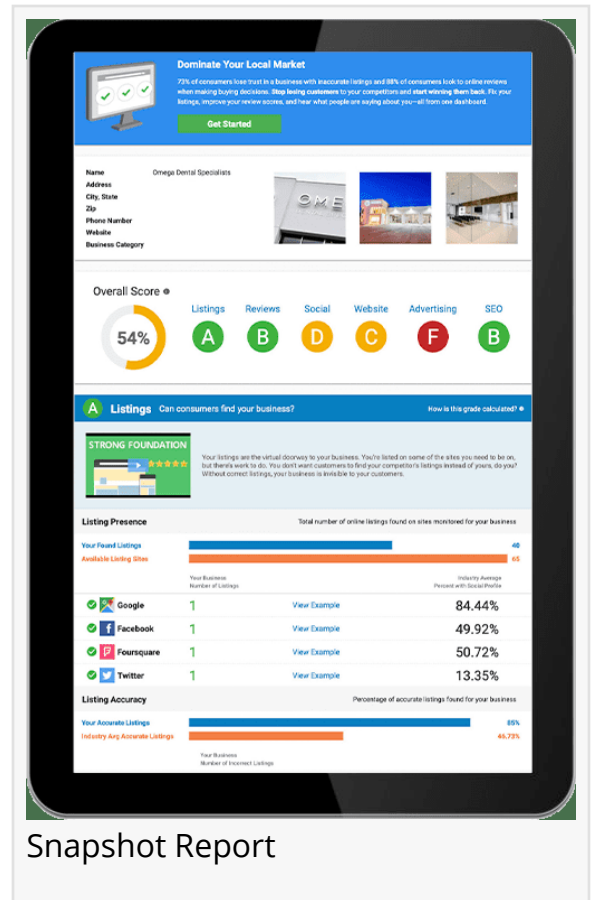 Dominate Your Local Market
73% of consumers lose trust in a business with inaccurate listings and 88% of consumers look to online reviews
when making buying decisions. Stop losing customers to your competitors and start winning them back. Fix your
listings, improve your review scores, and hear what people are saying about you—all from one dashboard.
Get Started
Name Omega Dental Specialists
Address
City, State
Zip
Phone Number
Website
Business Category
OME
Overall Score
54%
Listings Reviews Social Website Advertising SEO
A B D C F B
A Listings Can consumers find your business? How is this grade calculated?
STRONG FOUNDATION
Your listings are the virtual doorway to your business. You're listed on some of the sites you need to be on,
but there's work to do. You don't want customers to find your competitor's listings instead of yours, do you?
Without correct listings, your business is invisible to your customers.
Listing Presence Total number of online listings found on sites monitored for your business
Your Found Listings 40
Available Listing Sites 65
Your Business Industry Average
Number of Listings Percent with Social Profile
Google 1 View Example 84.44%
Facebook 1 View Example 49.92%
Foursquare 1 View Example 50.72%
Twitter 1 View Example 13.35%
Listing Accuracy Percentage of accurate listings found for your business
Your Accurate Listings 85%
Industry Avg Accurate Listings 46.73%
Your Business
Number of Incorrect Listings
Snapshot Report